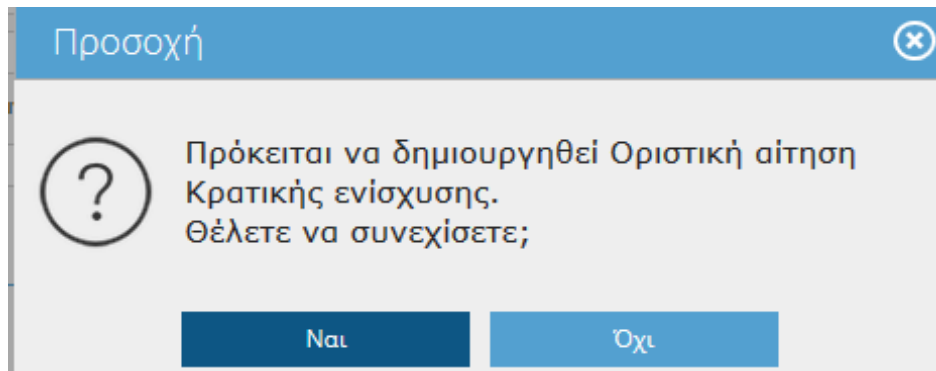 Προσοχή
Πρόκειται να δημιουργηθεί Οριστική αίτηση
Κρατικής ενίσχυσης.
Θέλετε να συνεχίσετε;
Ναι Όχι